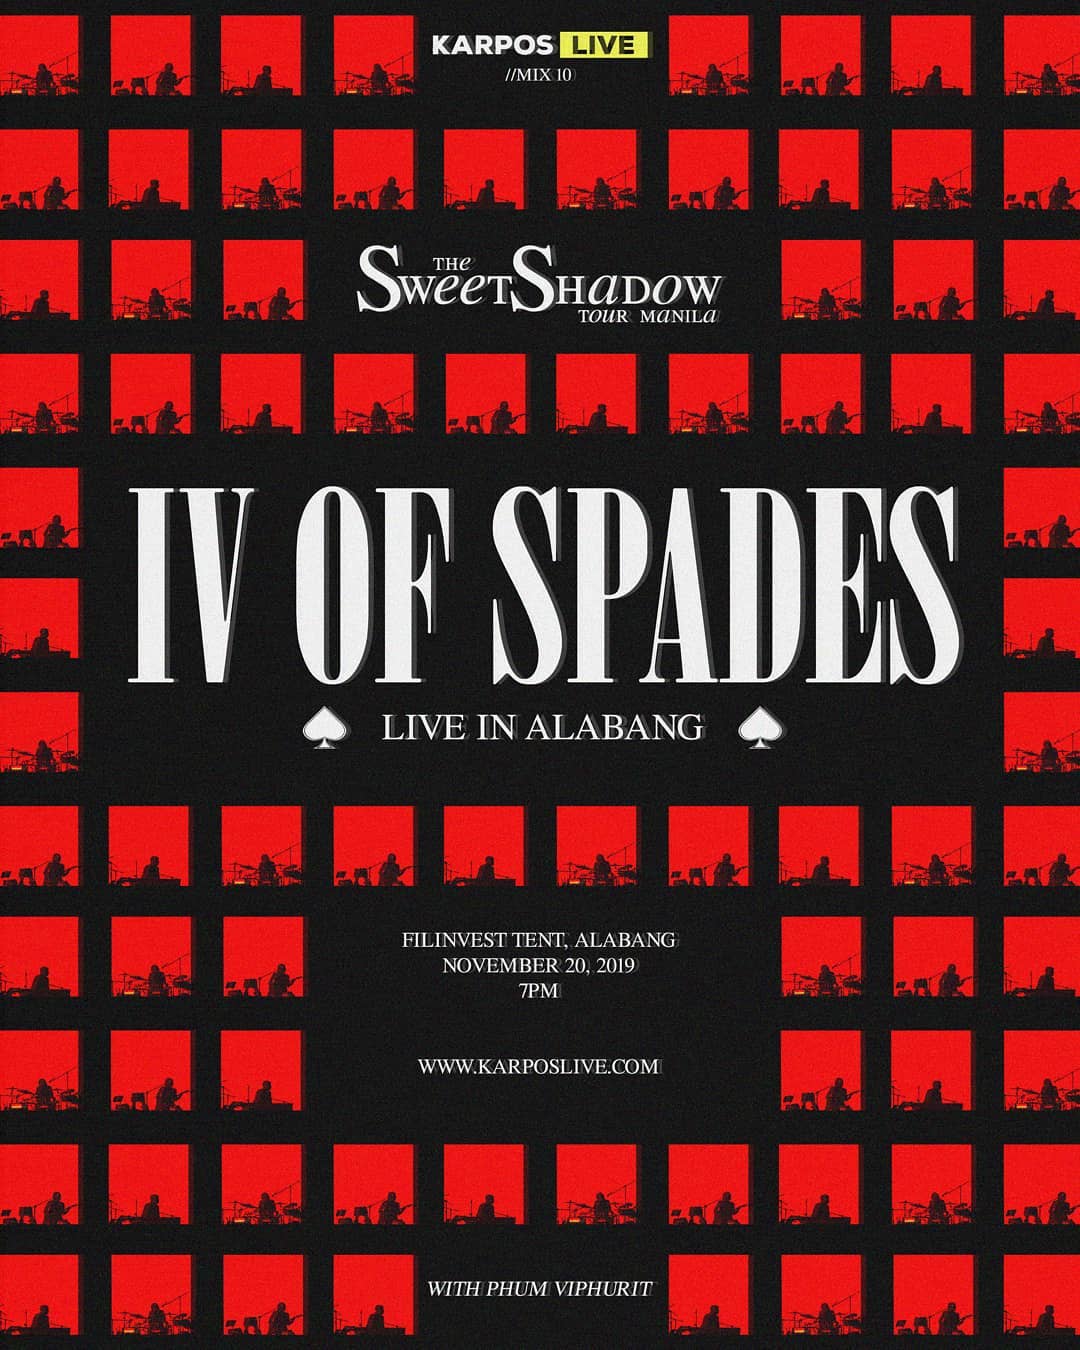 KARPOS LIVE
//MIX 10
THe
SweeTSHaDow
TouR MaNILa
IV OF SPADES
LIVE IN ALABANG
FILINVEST TENT, ALABANG
NOVEMBER 20, 2019
7PM
WWW.KARPOSLIVE.COM
WITH PHUM VIPHURIT